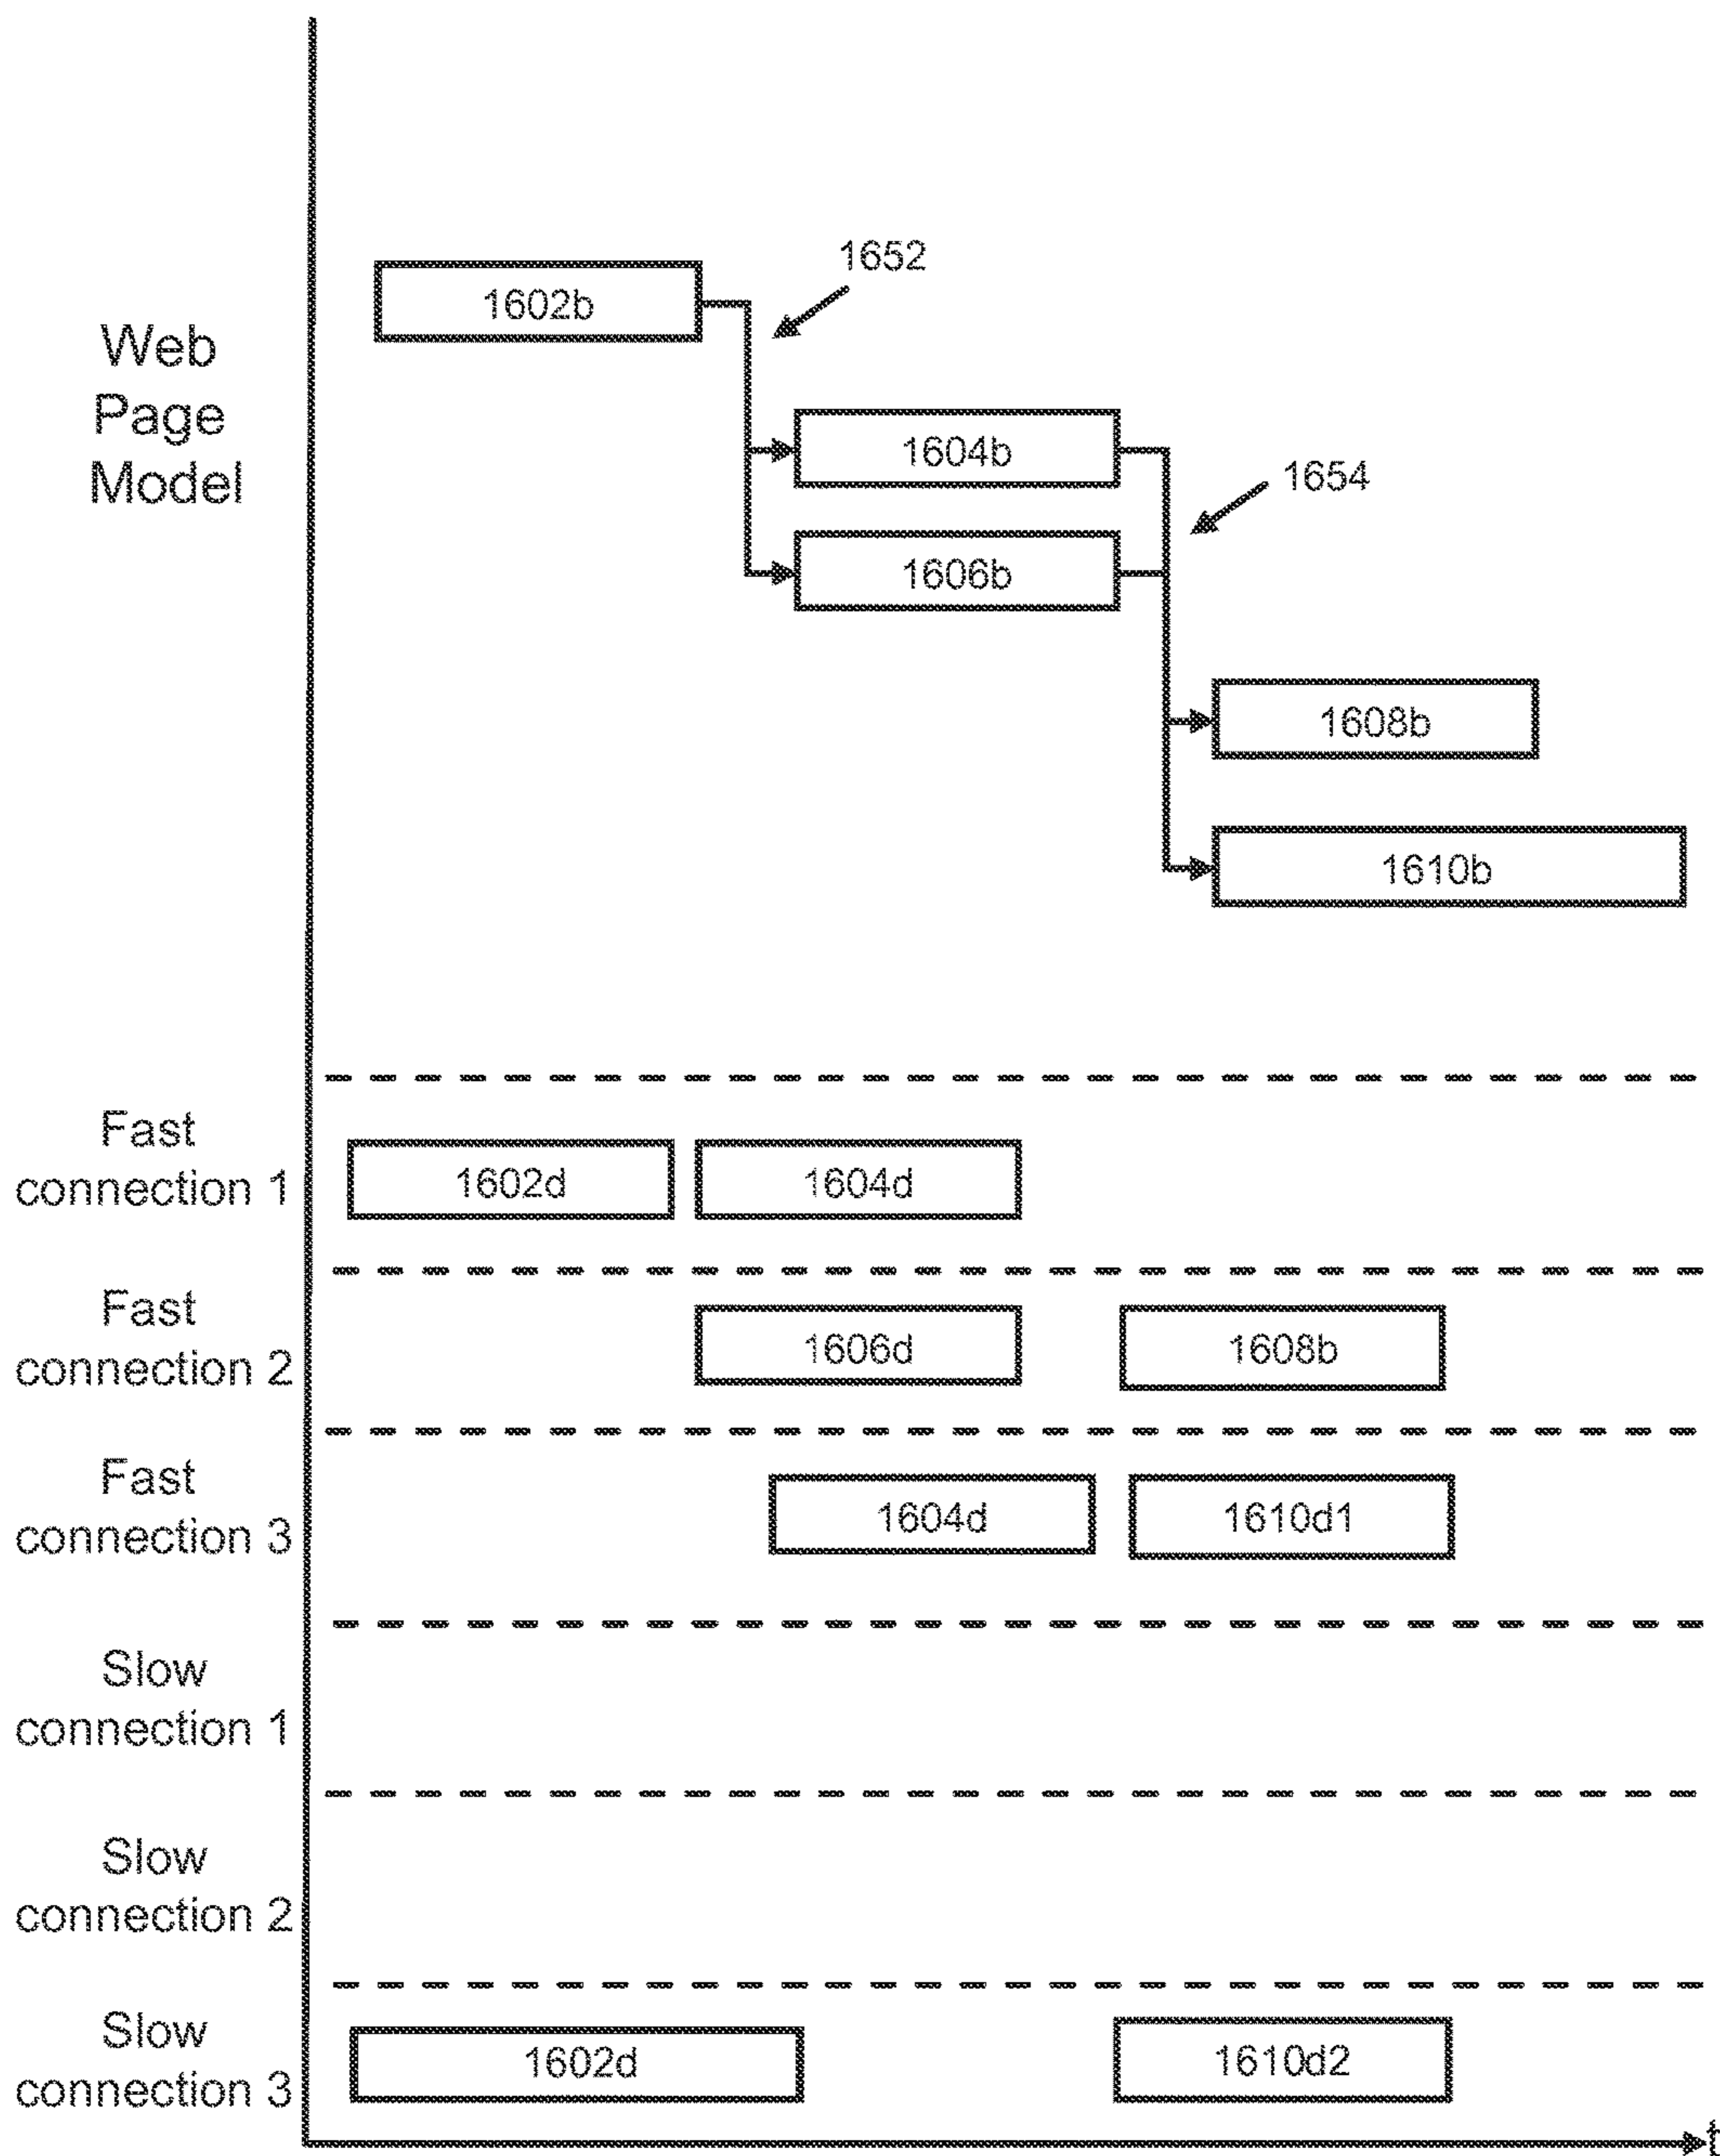 1652
1602b
Web
Page
Model
1604b
1654
1606b
1608b
1610b
Fast
connection 1
1602d
1604d
Fast
connection 2
1606d
1608b
Fast
connection 3
1604d
1610d1
Slow
connection 1
Slow
connection 2
Slow
connection 3
1602d
1610d2
t